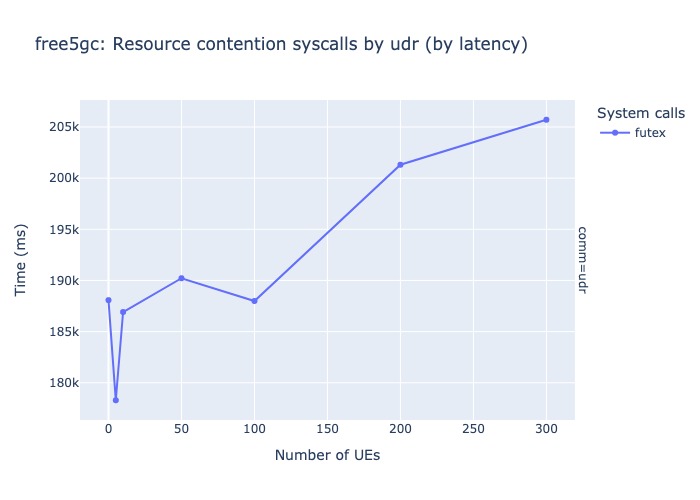 free5gc: Resource contention syscalls by udr (by latency)
System calls
futex
205k
200k
195k
190k
185k
180k
Time (ms)
comm=udr
0 50 100 150 200 250 300
Number of UEs